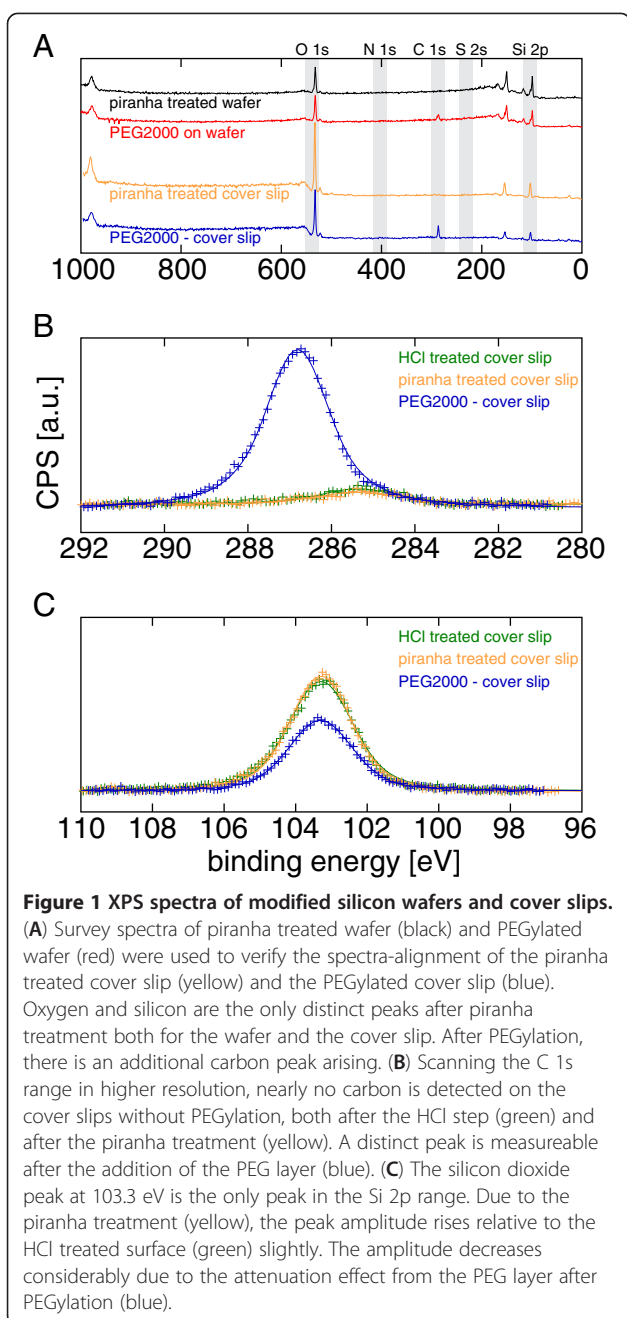 A
O 1s N 1s C 1s S 2s Si 2p
piranha treated wafer
PEG2000 on wafer
piranha treated cover slip
PEG2000 - cover slip
1000 800 600 400 200 0
B
HCl treated cover slip
piranha treated cover slip
PEG2000 - cover slip
CPS [a.u.]
292 290 288 286 284 282 280
C
HCl treated cover slip
piranha treated cover slip
PEG2000 - cover slip
110 108 106 104 102 100 98 96
binding energy [eV]
Figure 1 XPS spectra of modified silicon wafers and cover slips.
(A) Survey spectra of piranha treated wafer (black) and PEGylated
wafer (red) were used to verify the spectra-alignment of the piranha
treated cover slip (yellow) and the PEGylated cover slip (blue).
Oxygen and silicon are the only distinct peaks after piranha
treatment both for the wafer and the cover slip. After PEGylation,
there is an additional carbon peak arising. (B) Scanning the C 1s
range in higher resolution, nearly no carbon is detected on the
cover slips without PEGylation, both after the HCl step (green) and
after the piranha treatment (yellow). A distinct peak is measureable
after the addition of the PEG layer (blue). (C) The silicon dioxide
peak at 103.3 eV is the only peak in the Si 2p range. Due to the
piranha treatment (yellow), the peak amplitude rises relative to the
HCl treated surface (green) slightly. The amplitude decreases
considerably due to the attenuation effect from the PEG layer after
PEGylation (blue).